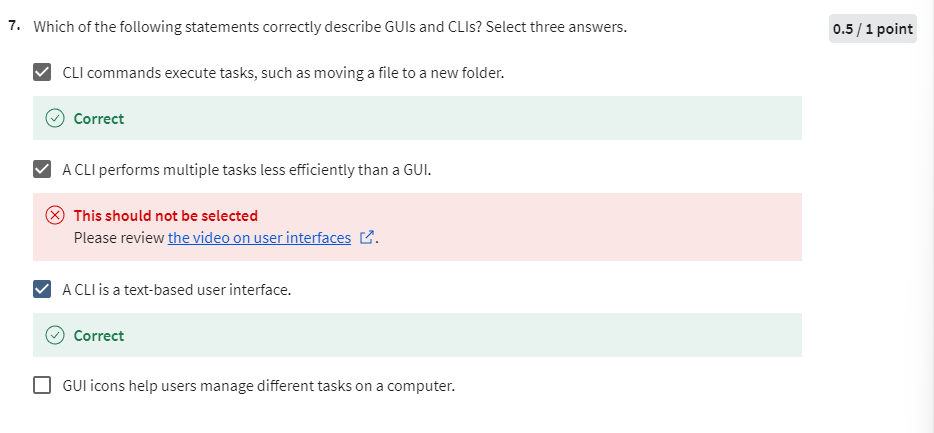 7. Which of the following statements correctly describe GUIs and CLIs? Select three answers.
0.5 / 1 point
CLI commands execute tasks, such as moving a file to a new folder.
Correct
A CLI performs multiple tasks less efficiently than a GUI.
This should not be selected
Please review the video on user interfaces.
A CLI is a text-based user interface.
Correct
GUI icons help users manage different tasks on a computer.